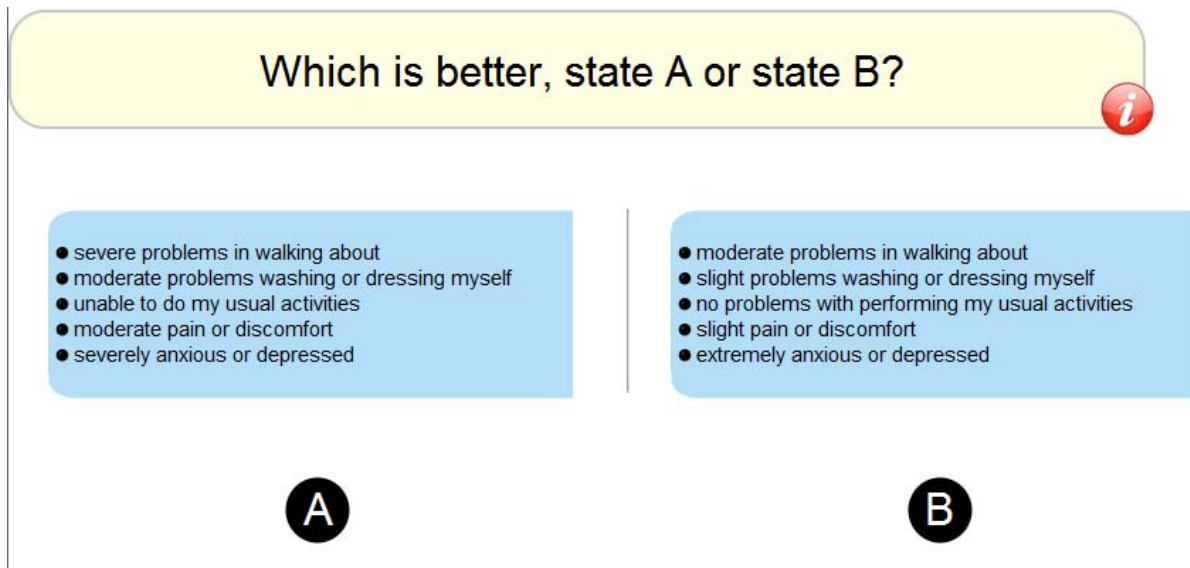 Which is better, state A or state B?
i
● severe problems in walking about
● moderate problems washing or dressing myself
● unable to do my usual activities
● moderate pain or discomfort
● severely anxious or depressed
● moderate problems in walking about
● slight problems washing or dressing myself
● no problems with performing my usual activities
● slight pain or discomfort
● extremely anxious or depressed
A
B